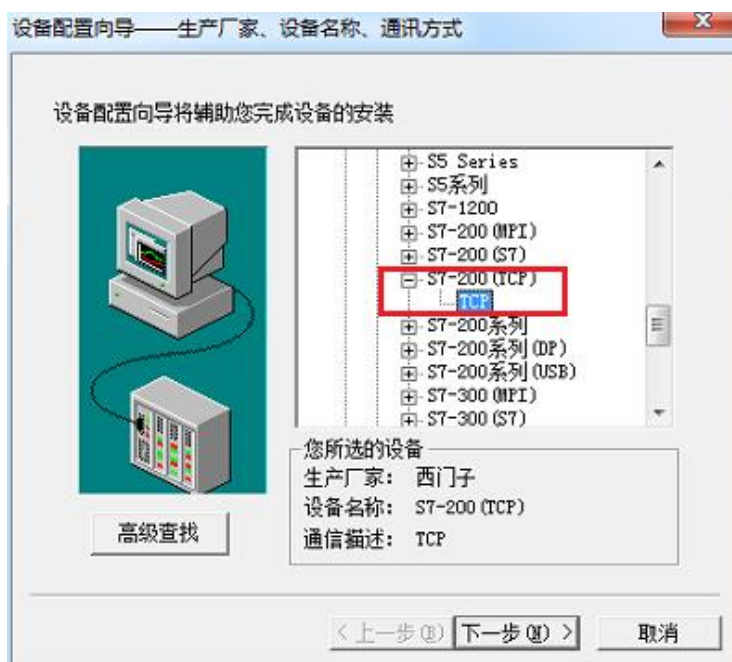 设备配置向导——生产厂家、设备名称、通讯方式
设备配置向导将辅助您完成设备的安装
S5 Series
S5系列
S7-1200
S7-200(MPI)
S7-200(S7)
S7-200(TCP)
TCP
S7-200系列
S7-200系列(DP)
S7-200系列(USB)
S7-300(MPI)
S7-300(S7)
您所选的设备
生产厂家： 西门子
设备名称： S7-200(TCP)
通信描述： TCP
高级查找
<上一步(B) 下一步(N)> 取消